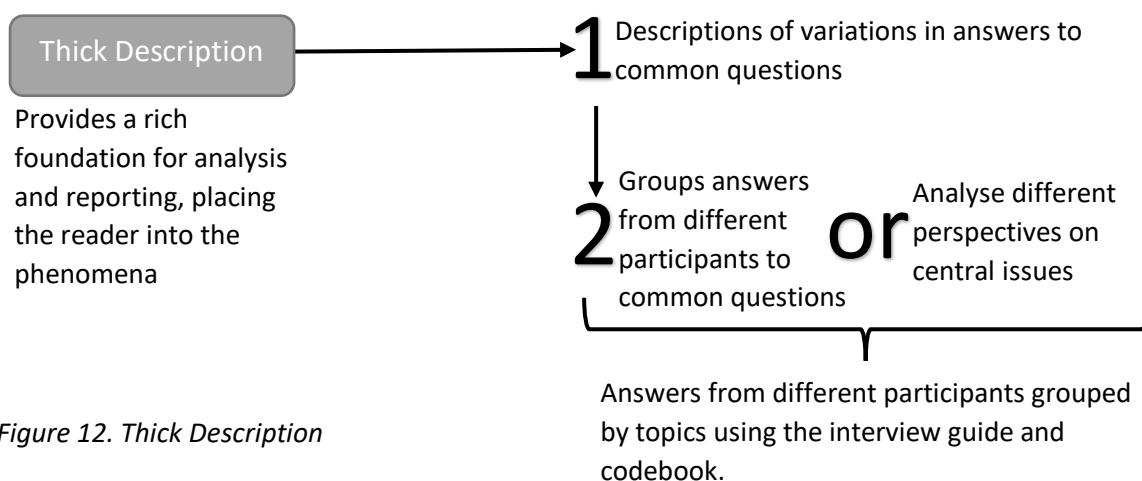 Thick Description
Provides a rich
foundation for analysis
and reporting, placing
the reader into the
phenomena
1
Descriptions of variations in answers to
common questions
2
Groups answers
from different
participants to
common questions
or
Analyse different
perspectives on
central issues
Answers from different participants grouped
by topics using the interview guide and
codebook.
Figure 12. Thick Description